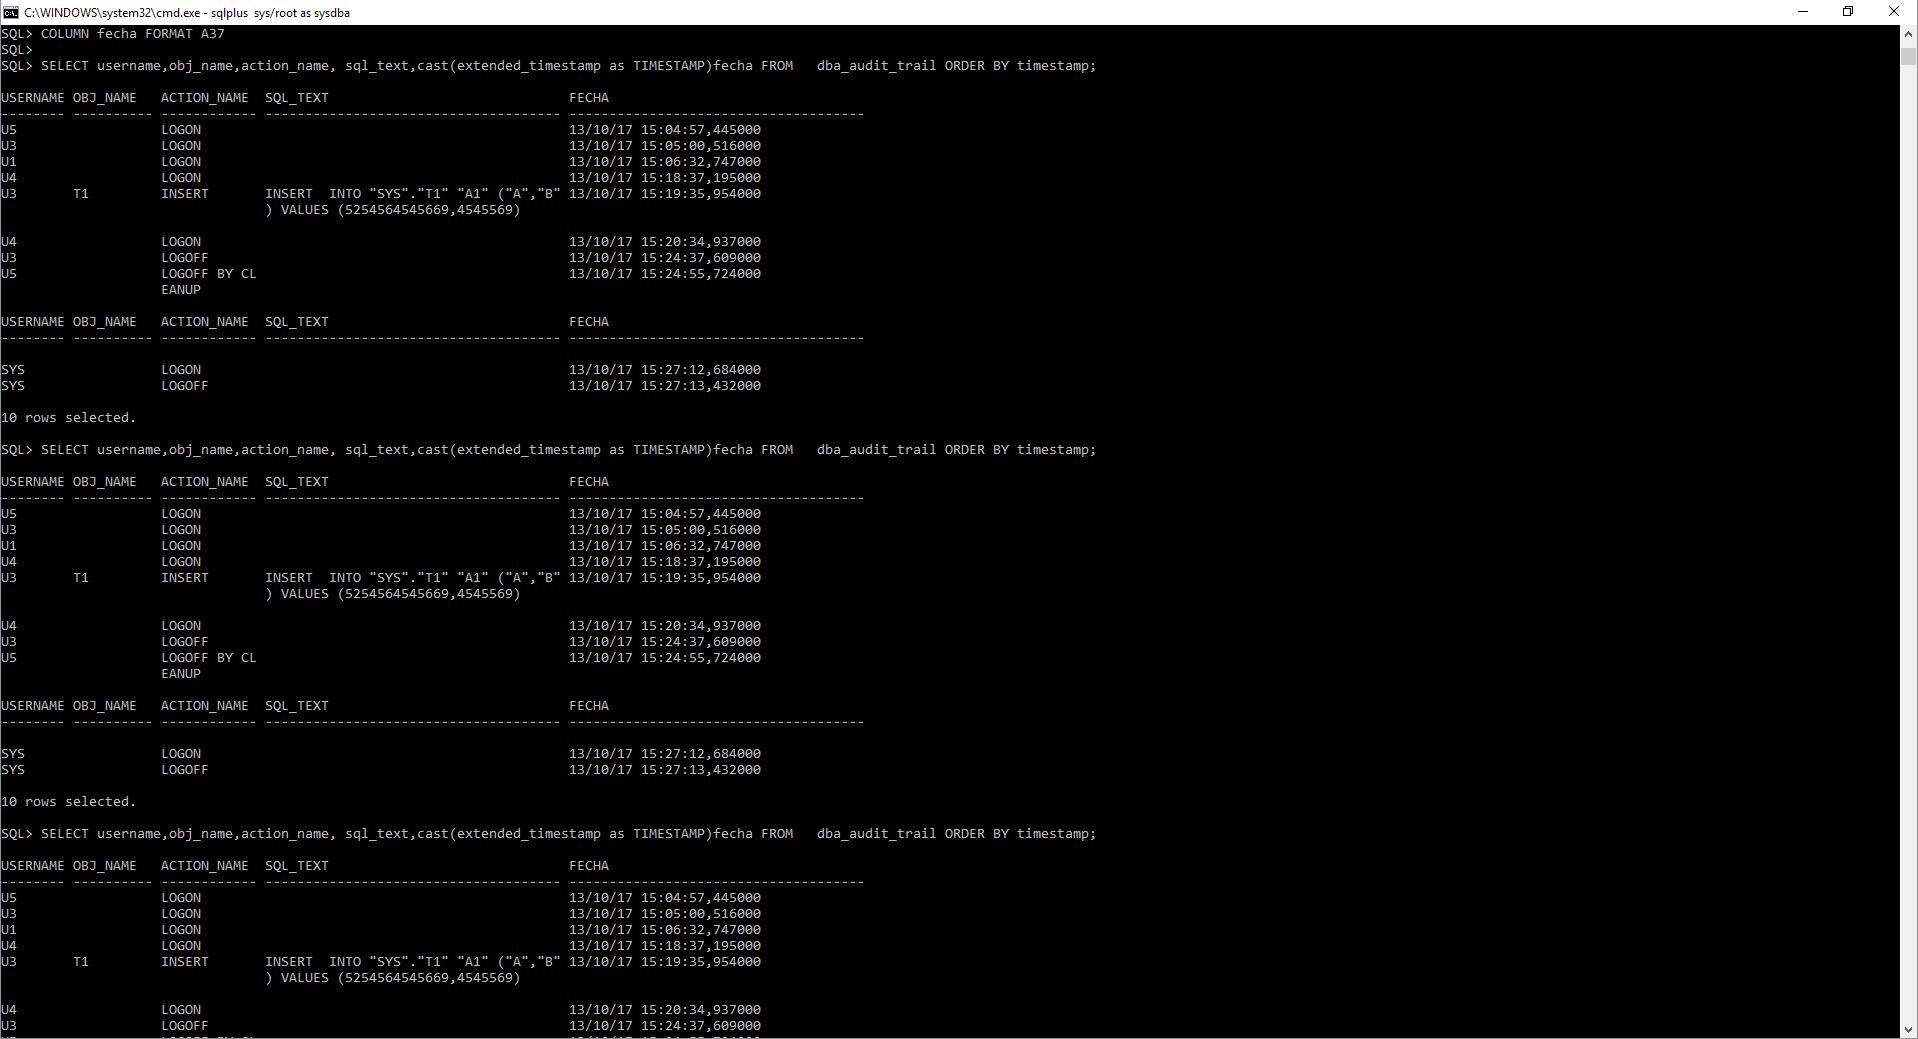 C:\WINDOWS\system32\cmd.exe - sqlplus  sys/root as sysdba
SQL> COLUMN fecha FORMAT A37
SQL>
SQL> SELECT username,obj_name,action_name, sql_text,cast(extended_timestamp as TIMESTAMP)fecha FROM   dba_audit_trail ORDER BY timestamp;
USERNAME OBJ_NAME   ACTION_NAME  SQL_TEXT                              FECHA
-------- ---------- ------------ ------------------------------------- -------------------------------------
U5                  LOGON                                              13/10/17 15:04:57,445000
U3                  LOGON                                              13/10/17 15:05:00,516000
U1                  LOGON                                              13/10/17 15:06:32,747000
U4                  LOGON                                              13/10/17 15:18:37,195000
U3       T1         INSERT       INSERT  INTO "SYS"."T1" "A1" ("A","B" 13/10/17 15:19:35,954000
                                 ) VALUES (5254564545669,4545569)
U4                  LOGON                                              13/10/17 15:20:34,937000
U3                  LOGOFF                                             13/10/17 15:24:37,609000
U5                  LOGOFF BY CL                                       13/10/17 15:24:55,724000
                    EANUP
USERNAME OBJ_NAME   ACTION_NAME  SQL_TEXT                              FECHA
-------- ---------- ------------ ------------------------------------- -------------------------------------
SYS                 LOGON                                              13/10/17 15:27:12,684000
SYS                 LOGOFF                                             13/10/17 15:27:13,432000
10 rows selected.
SQL> SELECT username,obj_name,action_name, sql_text,cast(extended_timestamp as TIMESTAMP)fecha FROM   dba_audit_trail ORDER BY timestamp;
USERNAME OBJ_NAME   ACTION_NAME  SQL_TEXT                              FECHA
-------- ---------- ------------ ------------------------------------- -------------------------------------
U5                  LOGON                                              13/10/17 15:04:57,445000
U3                  LOGON                                              13/10/17 15:05:00,516000
U1                  LOGON                                              13/10/17 15:06:32,747000
U4                  LOGON                                              13/10/17 15:18:37,195000
U3       T1         INSERT       INSERT  INTO "SYS"."T1" "A1" ("A","B" 13/10/17 15:19:35,954000
                                 ) VALUES (5254564545669,4545569)
U4                  LOGON                                              13/10/17 15:20:34,937000
U3                  LOGOFF                                             13/10/17 15:24:37,609000
U5                  LOGOFF BY CL                                       13/10/17 15:24:55,724000
                    EANUP
USERNAME OBJ_NAME   ACTION_NAME  SQL_TEXT                              FECHA
-------- ---------- ------------ ------------------------------------- -------------------------------------
SYS                 LOGON                                              13/10/17 15:27:12,684000
SYS                 LOGOFF                                             13/10/17 15:27:13,432000
10 rows selected.
SQL> SELECT username,obj_name,action_name, sql_text,cast(extended_timestamp as TIMESTAMP)fecha FROM   dba_audit_trail ORDER BY timestamp;
USERNAME OBJ_NAME   ACTION_NAME  SQL_TEXT                              FECHA
-------- ---------- ------------ ------------------------------------- -------------------------------------
U5                  LOGON                                              13/10/17 15:04:57,445000
U3                  LOGON                                              13/10/17 15:05:00,516000
U1                  LOGON                                              13/10/17 15:06:32,747000
U4                  LOGON                                              13/10/17 15:18:37,195000
U3       T1         INSERT       INSERT  INTO "SYS"."T1" "A1" ("A","B" 13/10/17 15:19:35,954000
                                 ) VALUES (5254564545669,4545569)
U4                  LOGON                                              13/10/17 15:20:34,937000
U3                  LOGOFF                                             13/10/17 15:24:37,609000